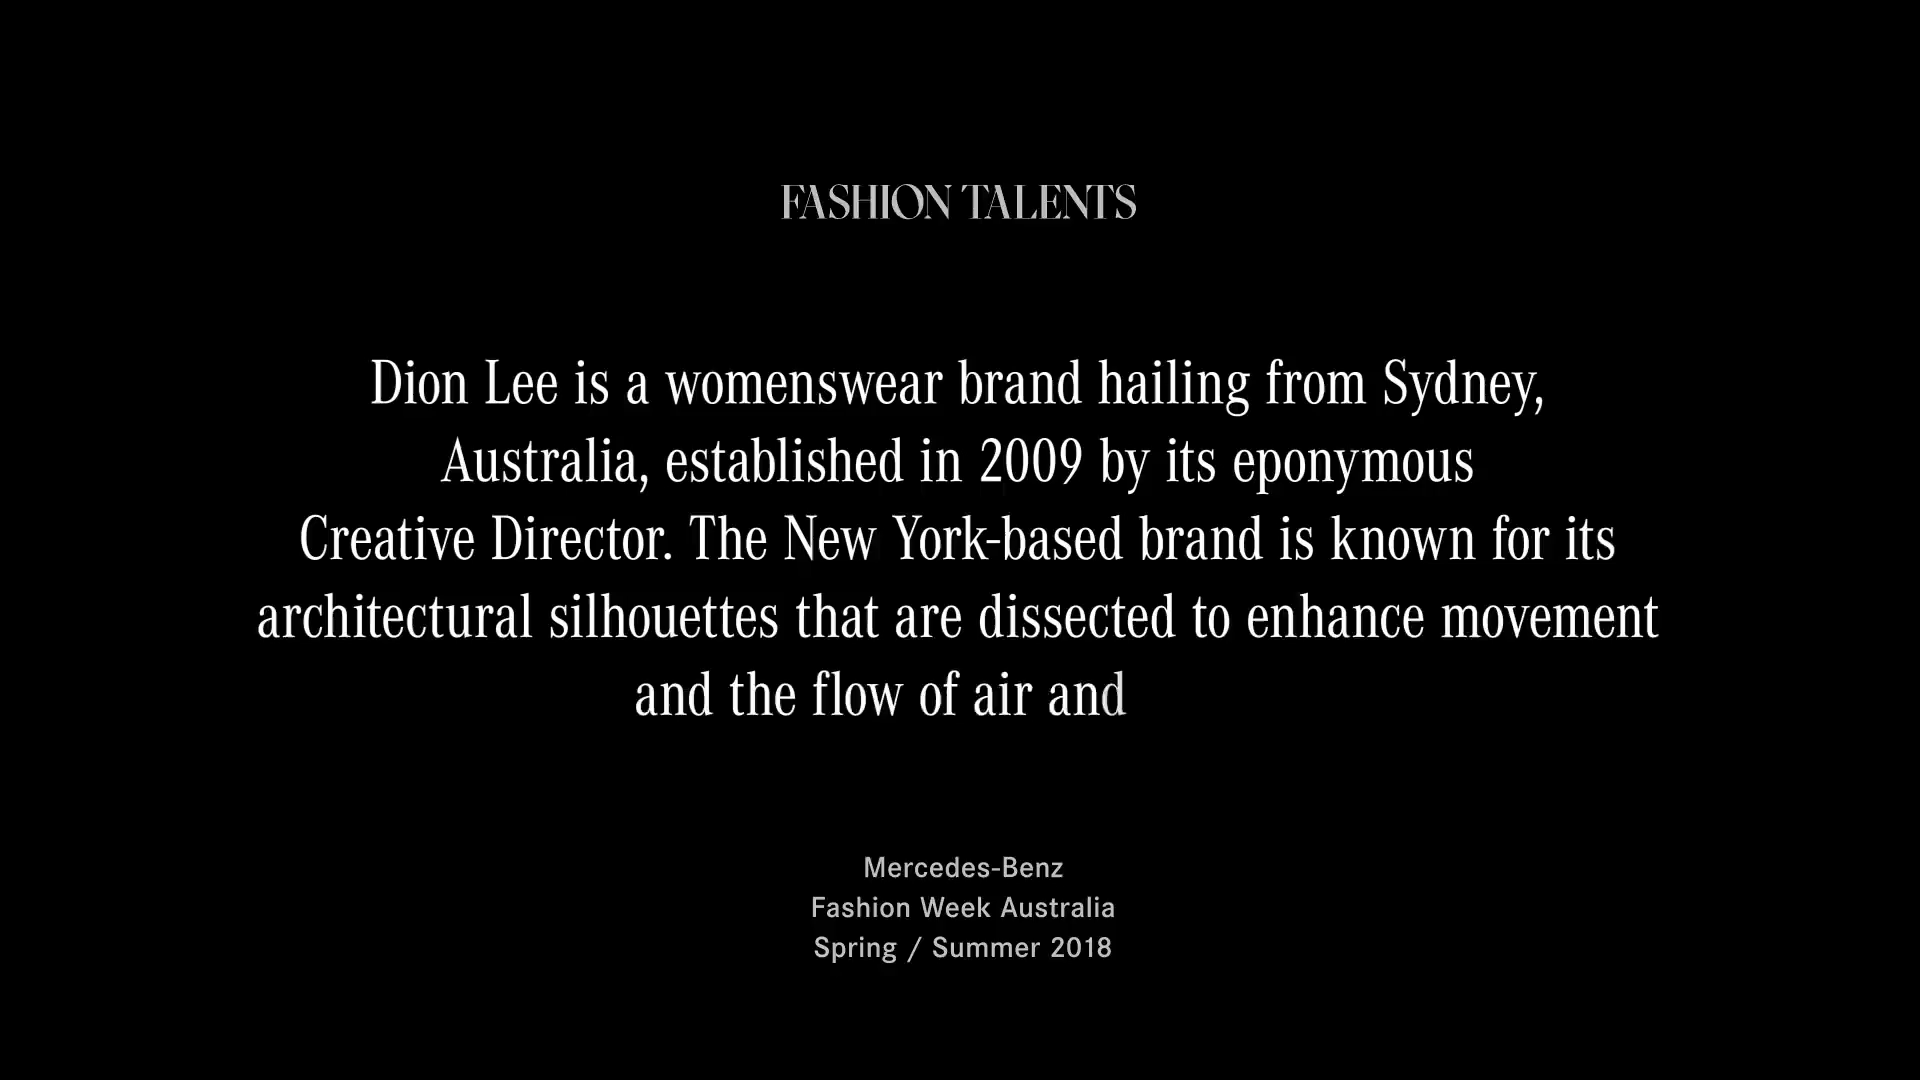 FASHION TALENTS
Dion Lee is a womenswear brand hailing from Sydney,
Australia, established in 2009 by its eponymous
Creative Director. The New York-based brand is known for its
architectural silhouettes that are dissected to enhance movement
and the flow of air and
Mercedes-Benz
Fashion Week Australia
Spring / Summer 2018